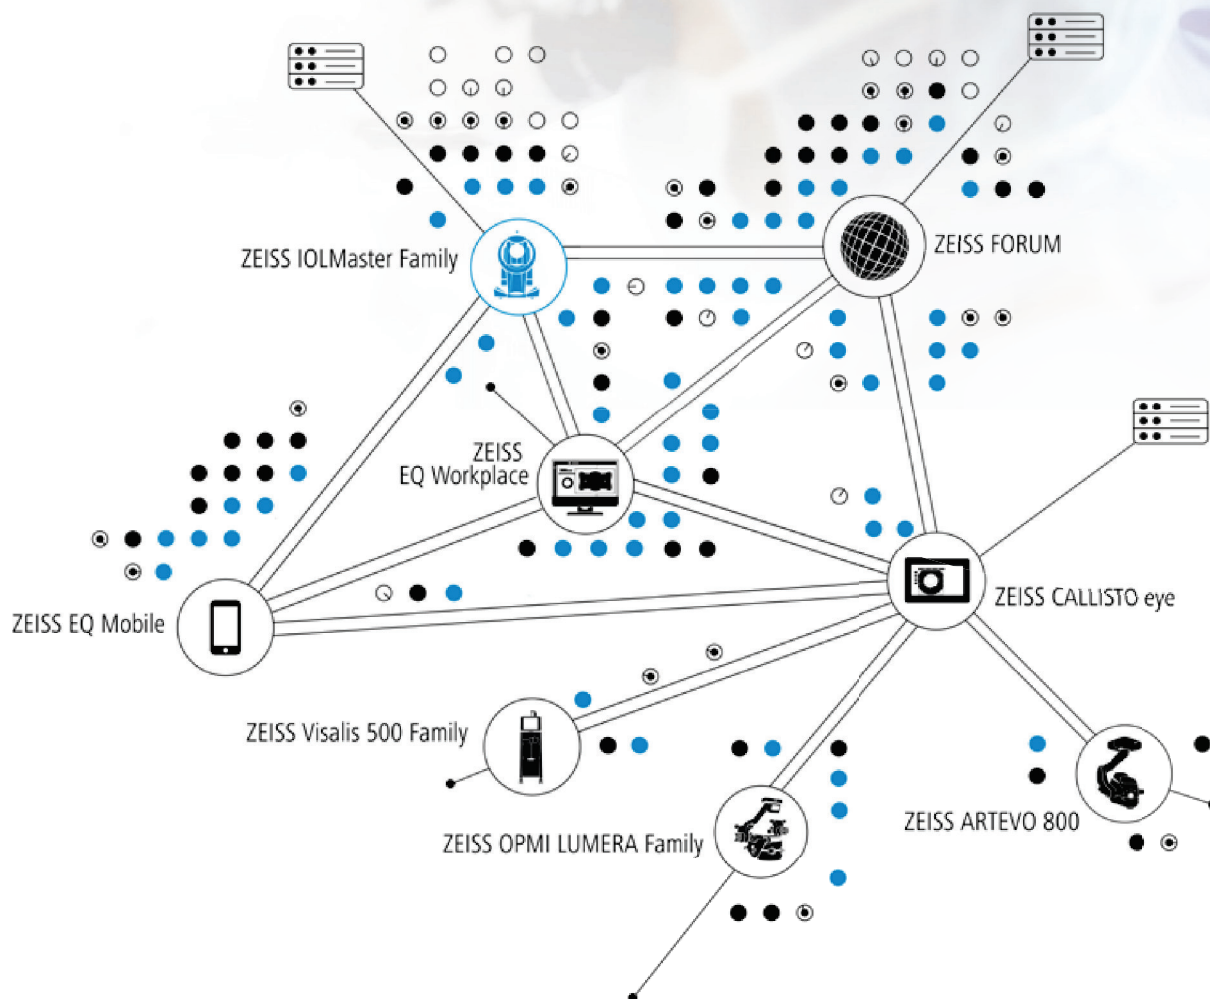 ZEISS IOLMaster Family
ZEISS FORUM
ZEISS
EQ Workplace
ZEISS EQ Mobile
ZEISS CALLISTO eye
ZEISS Visalis 500 Family
ZEISS OPMI LUMERA Family
ZEISS ARTEVO 800